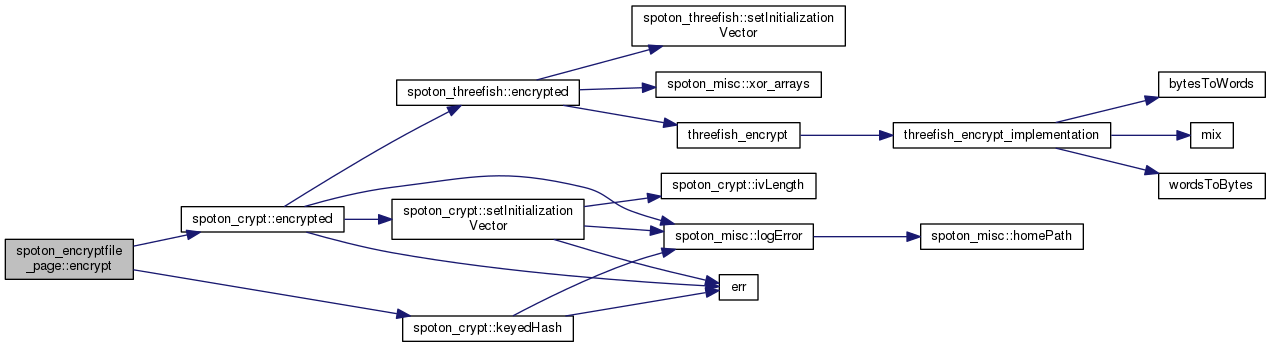 spoton_threefish::setInitialization
Vector
spoton_threefish::encrypted
spoton_misc::xor_arrays
bytesToWords
threefish_encrypt
threefish_encrypt_implementation
mix
spoton_crypt::ivLength
wordsToBytes
spoton_crypt::encrypted
spoton_crypt::setInitialization
Vector
spoton_misc::logError
spoton_misc::homePath
spoton_encryptfile
_page::encrypt
err
spoton_crypt::keyedHash